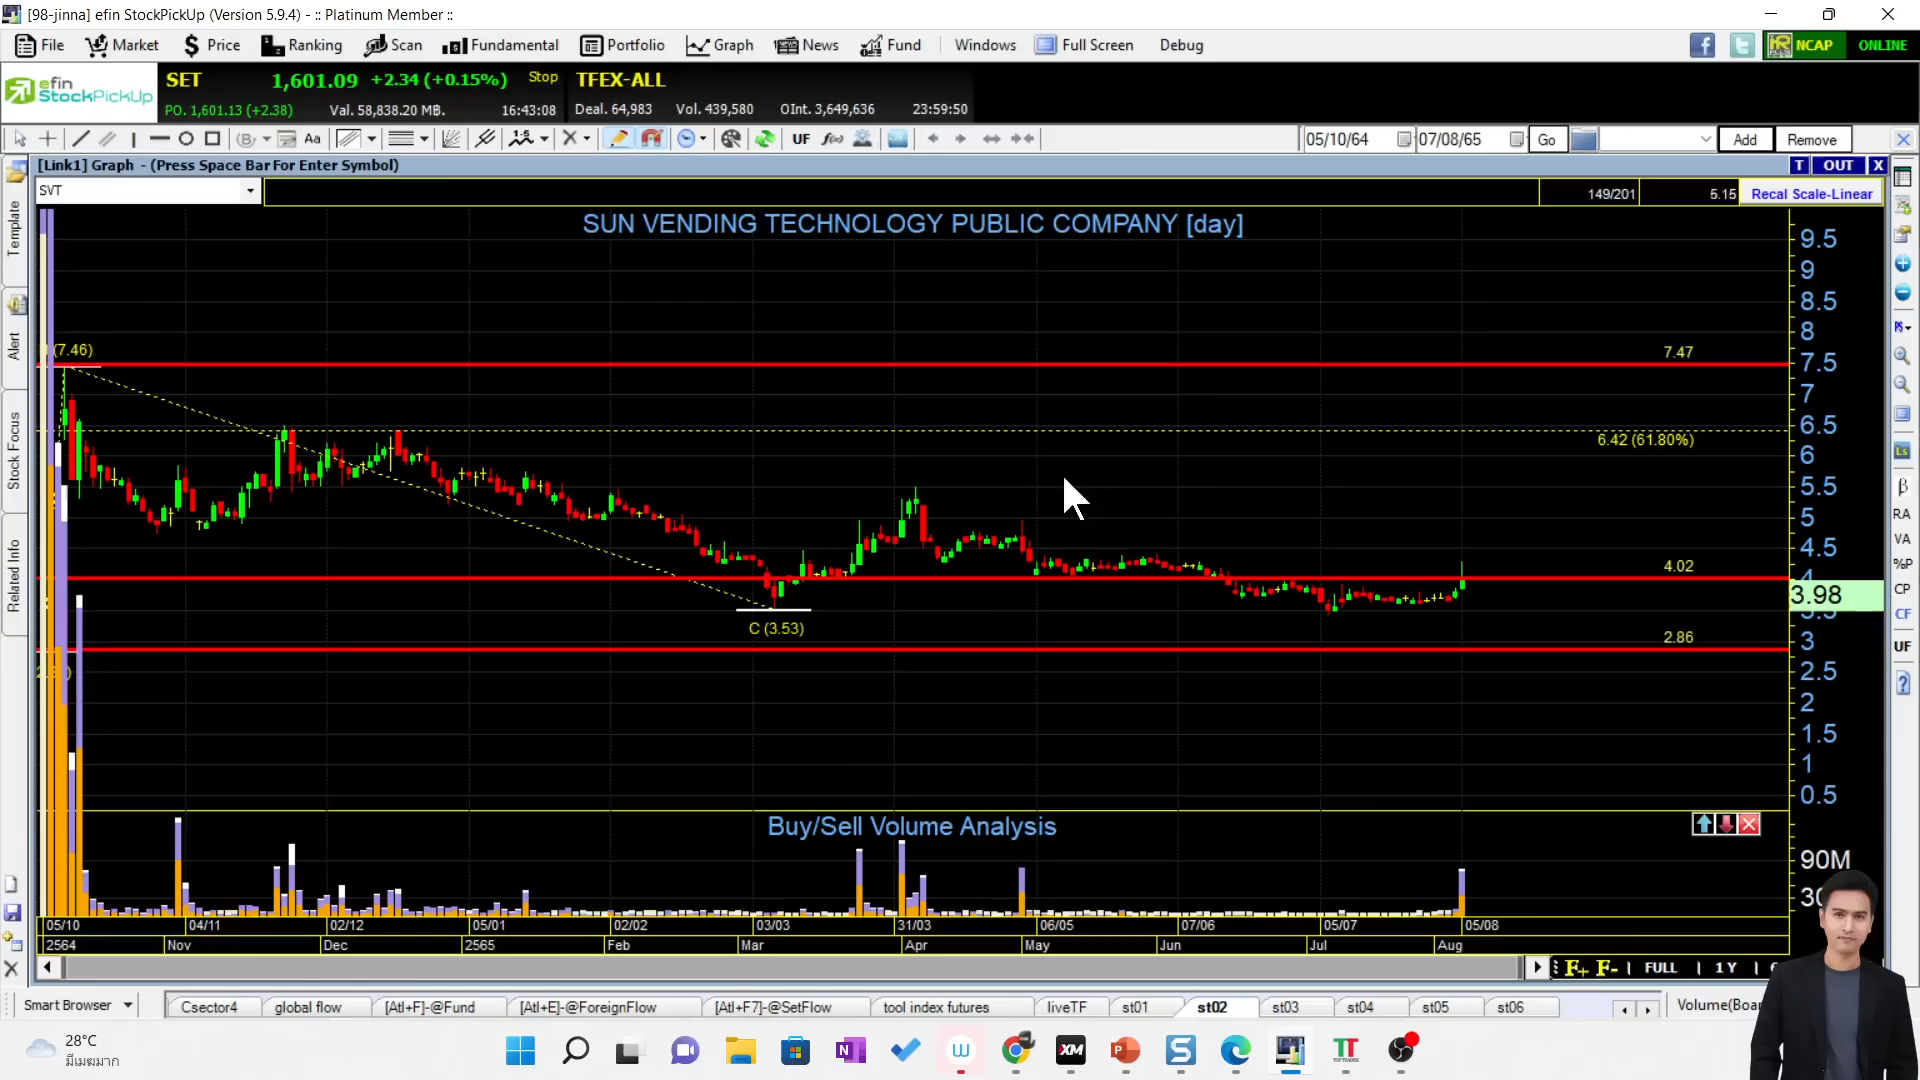 [98-jinna] efin StockPickUp (Version 5.9.4) - :: Platinum Member ::
File Market $ Price Ranking Scan Fundamental Portfolio Graph News Fund Windows Full Screen Debug NCAP ONLINE
efin StockPickUp
SET 1,601.09 +2.34 (+0.15%) Stop TFEX-ALL
PO. 1,601.13 (+2.38) Val. 58,838.20 MB. 16:43:08 Deal. 64,983 Vol. 439,580 OInt. 3,649,636 23:59:50
Aa UF f(x) 05/10/64 07/08/65 Go Add Remove
[Link1] Graph - (Press Space Bar For Enter Symbol) T OUT X
SVT 149/201 5.15 Recal Scale-Linear
SUN VENDING TECHNOLOGY PUBLIC COMPANY [day]
Template
Alert
Stock Focus
Related Info
9.5
9
8.5
8
7.5
7
6.5
6
5.5
5
4.5
4
3.98
3.5
3
2.5
2
1.5
1
0.5
(7.46)
7.47
6.42 (61.80%)
4.02
C (3.53)
2.86
β
RA
VA
%P
CP
CF
UF
Buy/Sell Volume Analysis
90M
05/10 04/11 02/12 05/01 02/02 03/03 31/03 06/05 07/06 05/07 05/08
2564 Nov Dec 2565 Feb Mar Apr May Jun Jul Aug
F+ F- FULL 1Y
Smart Browser Csector4 global flow [Atl+F]-@Fund [Atl+E]-@ForeignFlow [Atl+F7]-@SetFlow tool index futures liveTF st01 st02 st03 st04 st05 st06
28°C
มีเมฆมาก
XM